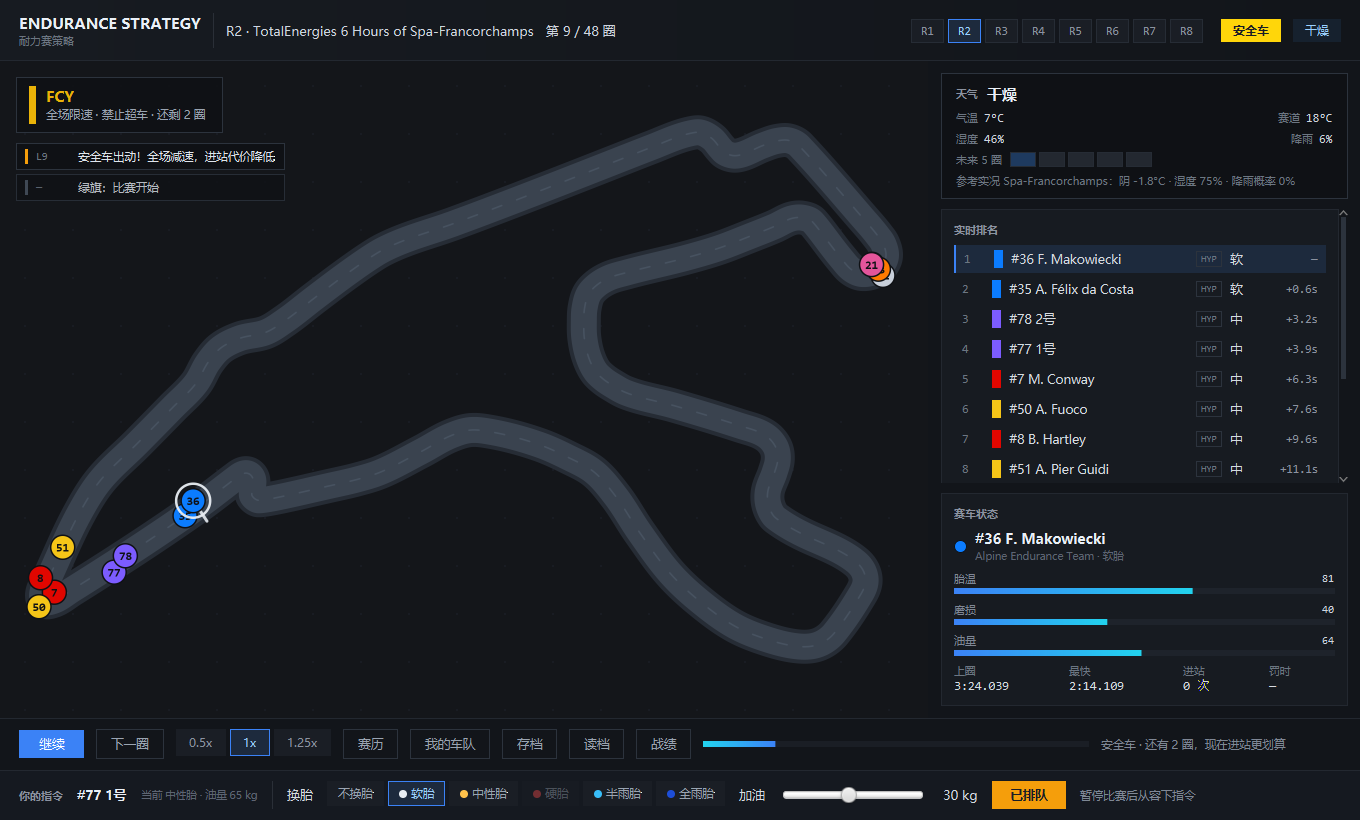 ENDURANCE STRATEGY
耐力赛策略
R2 · TotalEnergies 6 Hours of Spa-Francorchamps 第 9 / 48 圈
R1 R2 R3 R4 R5 R6 R7 R8 安全车 干燥
FCY
全场限速 · 禁止超车 · 还剩 2 圈
L9 安全车出动！全场减速，进站代价降低
— 绿旗：比赛开始
21
36
51
78
77
8
7
50
天气 干燥
气温 7°C 赛道 18°C
湿度 46% 降雨 6%
未来 5 圈
参考实况 Spa-Francorchamps：阴 -1.8°C · 湿度 75% · 降雨概率 0%
实时排名
1 #36 F. Makowiecki HYP 软 —
2 #35 A. Félix da Costa HYP 软 +0.6s
3 #78 2号 HYP 中 +3.2s
4 #77 1号 HYP 中 +3.9s
5 #7 M. Conway HYP 中 +6.3s
6 #50 A. Fuoco HYP 中 +7.6s
7 #8 B. Hartley HYP 中 +9.6s
8 #51 A. Pier Guidi HYP 中 +11.1s
赛车状态
#36 F. Makowiecki
Alpine Endurance Team · 软胎
胎温 81
磨损 40
油量 64
上圈 最快 进站 罚时
3:24.039 2:14.109 0 次 —
继续 下一圈 0.5x 1x 1.25x 赛历 我的车队 存档 读档 战绩 安全车 · 还有 2 圈，现在进站更划算
你的指令 #77 1号 当前 中性胎 · 油量 65 kg 换胎 不换胎 软胎 中性胎 硬胎 半雨胎 全雨胎 加油 30 kg 已排队 暂停比赛后从容下指令